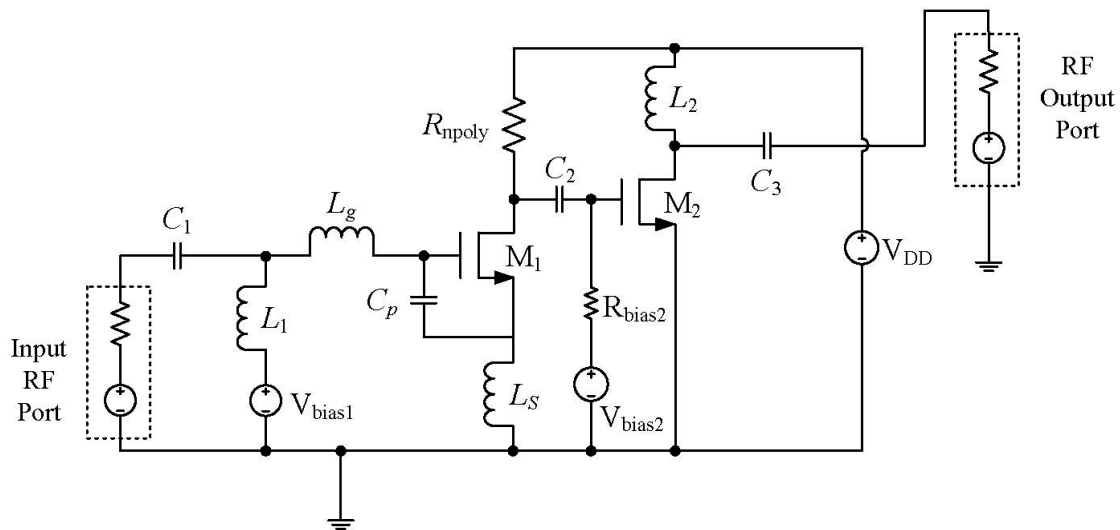 RF
Output
Port
L2
Rnpoly
C2
C3
M2
C1
Lg
M1
VDD
Cp
Rbias2
L1
Input
RF
Port
LS
Vbias1
Vbias2